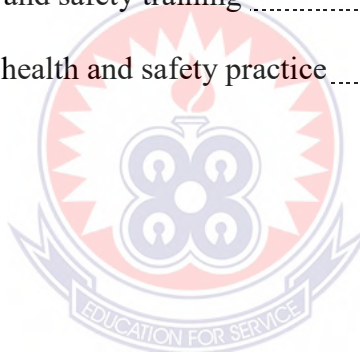 and safety training
health and safety practice
EDUCATION FOR SERVICE